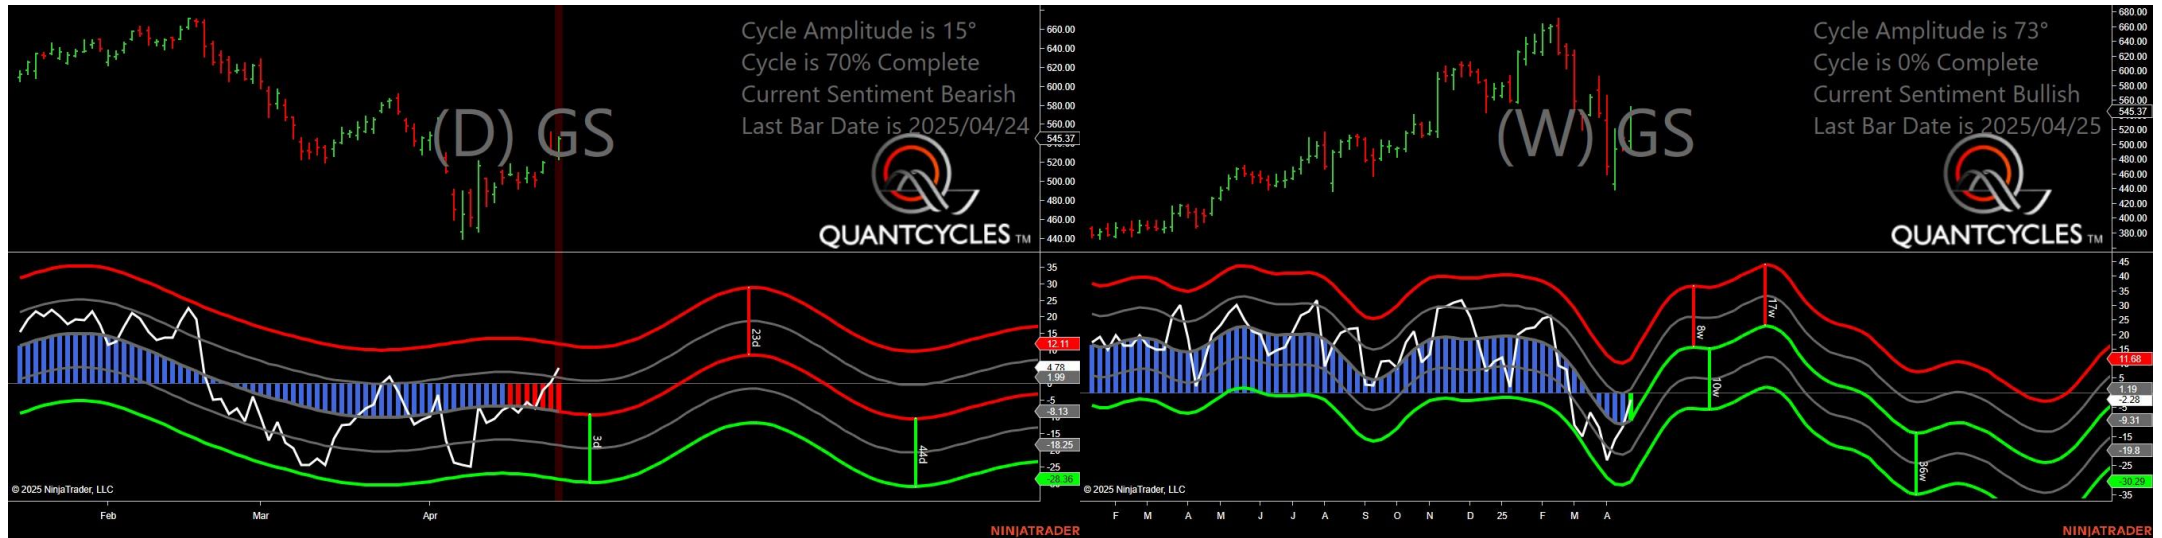 Cycle Amplitude is 15°
Cycle is 70% Complete
Current Sentiment Bearish
Last Bar Date is 2025/04/24
(D) GS
QUANTCYCLES TM
660.00
640.00
620.00
600.00
580.00
560.00
545.37
520.00
500.00
480.00
460.00
440.00
35
30
25
20
15
12.11
4.78
1.99
-5
-8.13
-15
-18.25
-25
-28.36
23d
3d
44d
© 2025 NinjaTrader, LLC
Feb Mar Apr
NINJATRADER
Cycle Amplitude is 73°
Cycle is 0% Complete
Current Sentiment Bullish
Last Bar Date is 2025/04/25
(W) GS
QUANTCYCLES TM
680.00
660.00
640.00
620.00
600.00
580.00
560.00
545.37
520.00
500.00
480.00
460.00
440.00
420.00
400.00
380.00
45
40
35
30
25
20
15
11.68
5
1.19
-2.28
-5
-9.31
-15
-19.8
-25
-30.29
-35
8w
17w
10w
36w
© 2025 NinjaTrader, LLC
F M A M J J A S O N D 25 F M A
NINJATRADER